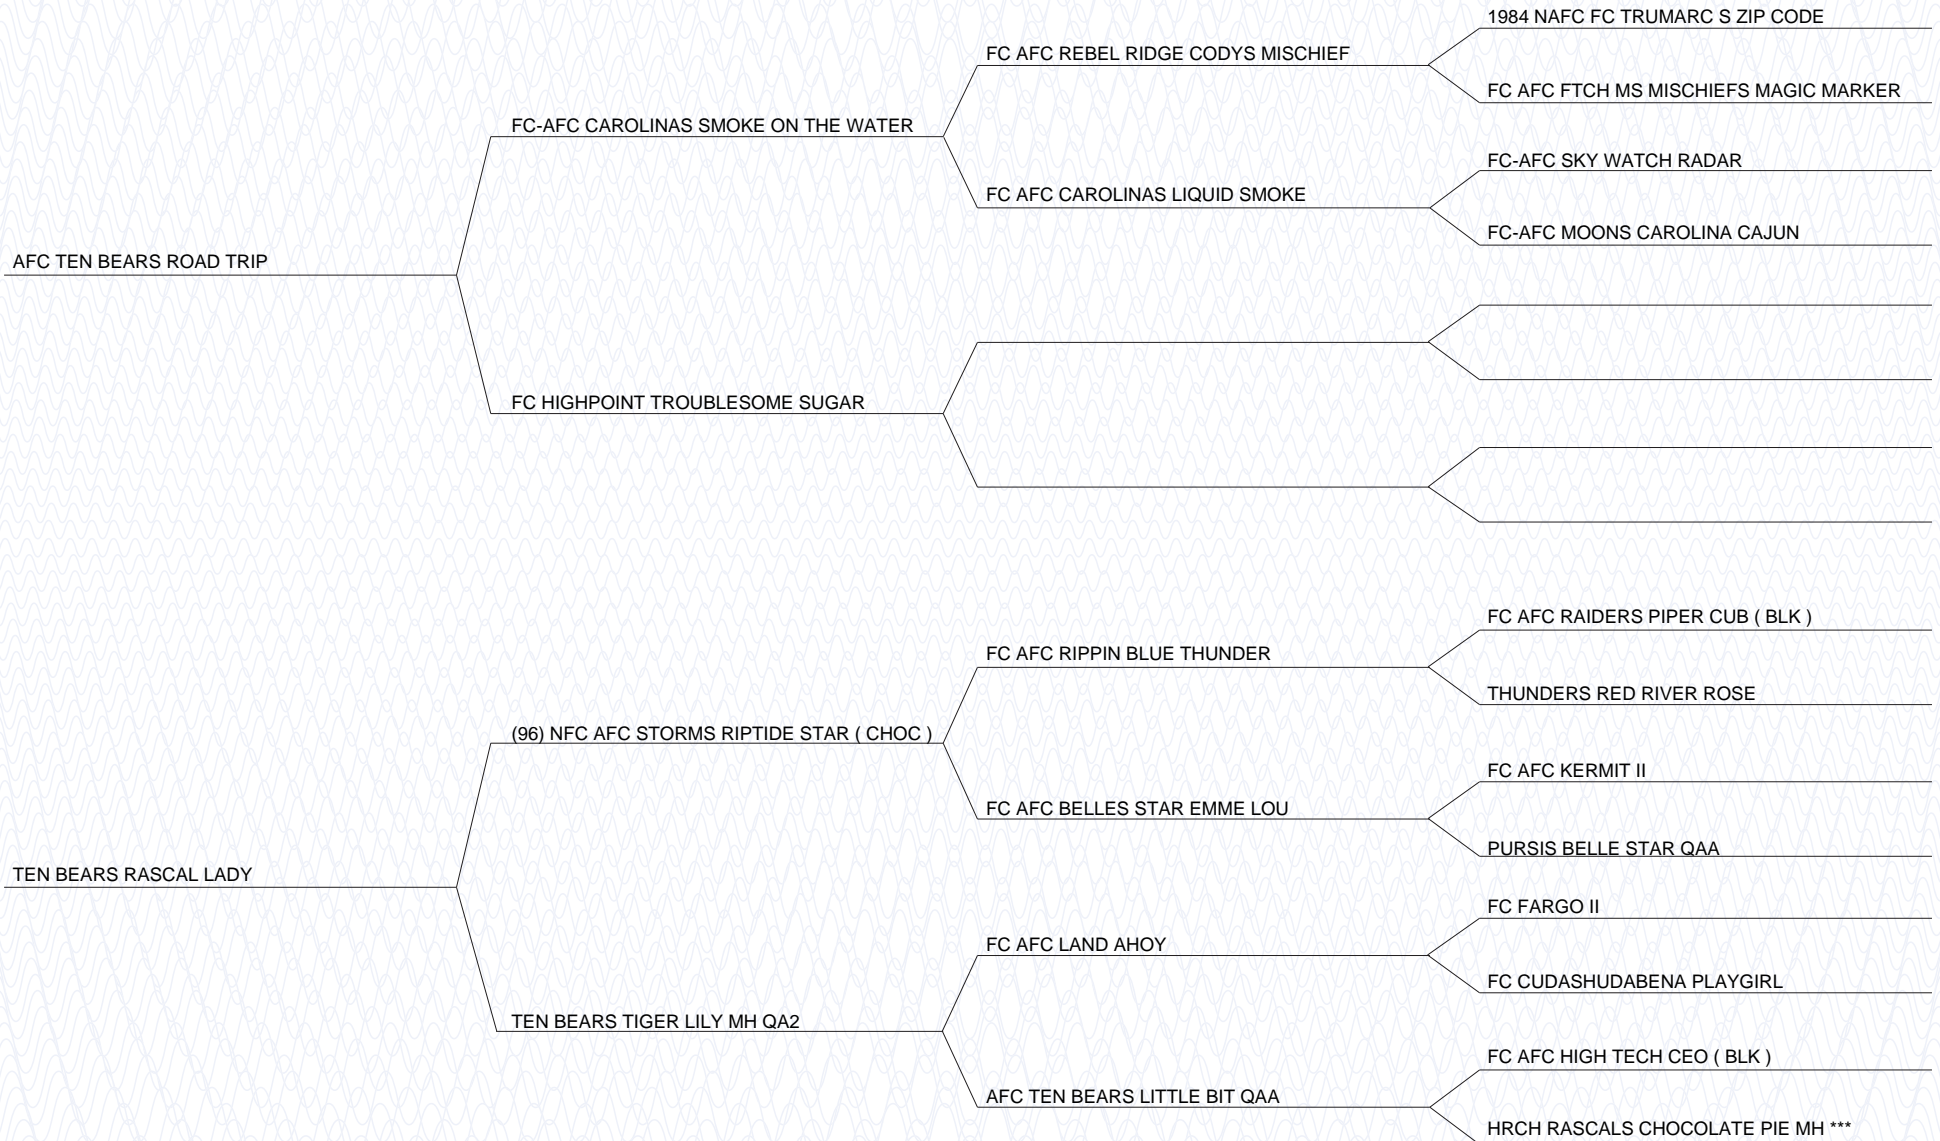 1984 NAFC FC TRUMARC S ZIP CODE
FC AFC REBEL RIDGE CODYS MISCHIEF
FC AFC FTCH MS MISCHIEFS MAGIC MARKER
FC-AFC CAROLINAS SMOKE ON THE WATER
FC-AFC SKY WATCH RADAR
FC AFC CAROLINAS LIQUID SMOKE
FC-AFC MOONS CAROLINA CAJUN
AFC TEN BEARS ROAD TRIP
FC HIGHPOINT TROUBLESOME SUGAR
FC AFC RAIDERS PIPER CUB ( BLK )
FC AFC RIPPIN BLUE THUNDER
THUNDERS RED RIVER ROSE
(96) NFC AFC STORMS RIPTIDE STAR ( CHOC )
FC AFC KERMIT II
FC AFC BELLES STAR EMME LOU
PURSIS BELLE STAR QAA
TEN BEARS RASCAL LADY
FC FARGO II
FC AFC LAND AHOY
FC CUDASHUDABENA PLAYGIRL
TEN BEARS TIGER LILY MH QA2
FC AFC HIGH TECH CEO ( BLK )
AFC TEN BEARS LITTLE BIT QAA
HRCH RASCALS CHOCOLATE PIE MH ***